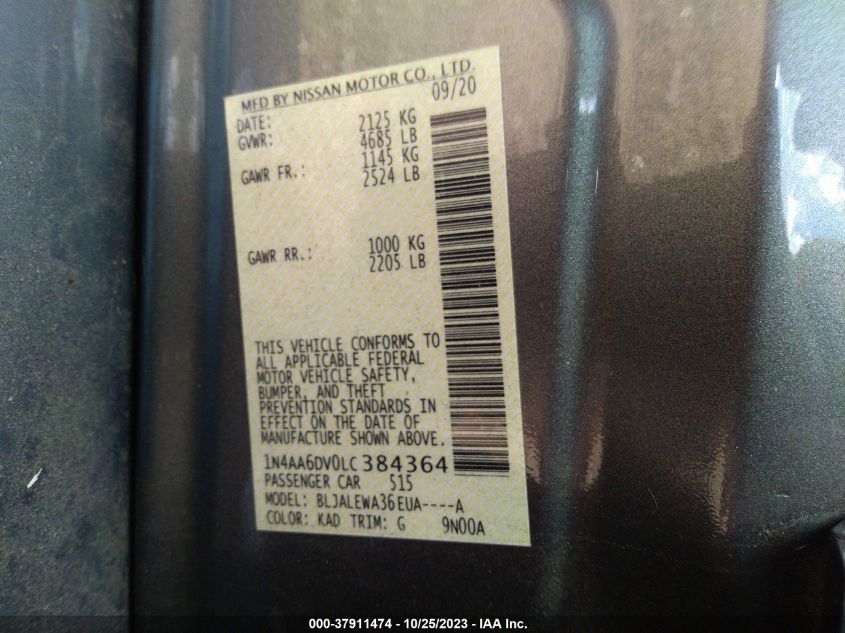 MFD BY NISSAN MOTOR CO., LTD.
DATE: 09/20
GVWR: 2125 KG
4685 LB
GAWR FR.: 1145 KG
2524 LB
GAWR RR.: 1000 KG
2205 LB
THIS VEHICLE CONFORMS TO
ALL APPLICABLE FEDERAL
MOTOR VEHICLE SAFETY,
BUMPER, AND THEFT
PREVENTION STANDARDS IN
EFFECT ON THE DATE OF
MANUFACTURE SHOWN ABOVE.
1N4AA6DV0LC384364
PASSENGER CAR 515
MODEL: BLJALEWA36EUA----A
COLOR: KAD TRIM: G 9N00A
000-37911474 - 10/25/2023 - IAA Inc.